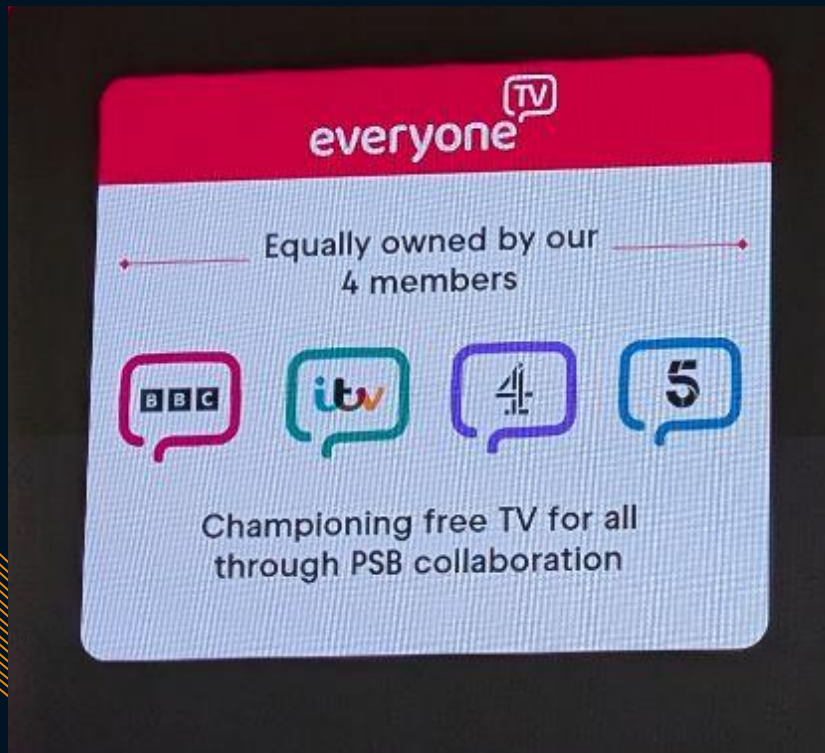 everyone TV
Equally owned by our
4 members
BBC itv 4 5
Championing free TV for all
through PSB collaboration